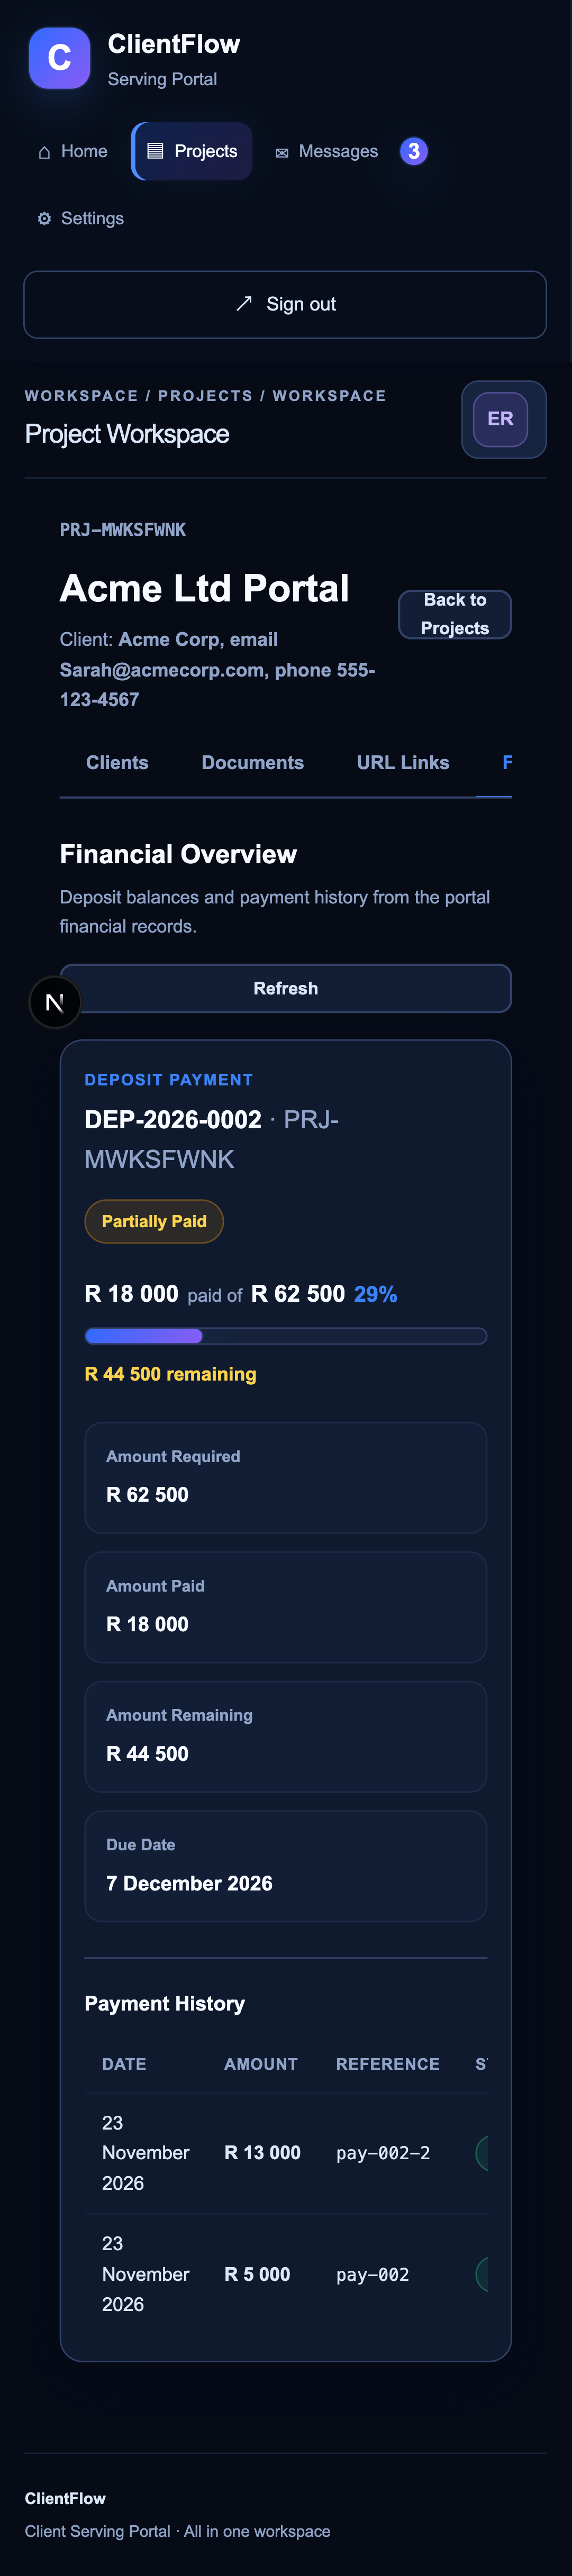 C
ClientFlow
Serving Portal
Home
Projects
Messages
3
Settings
Sign out
WORKSPACE / PROJECTS / WORKSPACE
Project Workspace
ER
PRJ-MWKSFWNK
Acme Ltd Portal
Client: Acme Corp, email
Sarah@acmecorp.com, phone 555-
123-4567
Back to
Projects
Clients
Documents
URL Links
F
Financial Overview
Deposit balances and payment history from the portal
financial records.
Refresh
N
DEPOSIT PAYMENT
DEP-2026-0002 · PRJ-
MWKSFWNK
Partially Paid
R 18 000 paid of R 62 500 29%
R 44 500 remaining
Amount Required
R 62 500
Amount Paid
R 18 000
Amount Remaining
R 44 500
Due Date
7 December 2026
Payment History
DATE AMOUNT REFERENCE
23
November
2026
R 13 000
pay-002-2
23
November
2026
R 5 000
pay-002
ClientFlow
Client Serving Portal · All in one workspace